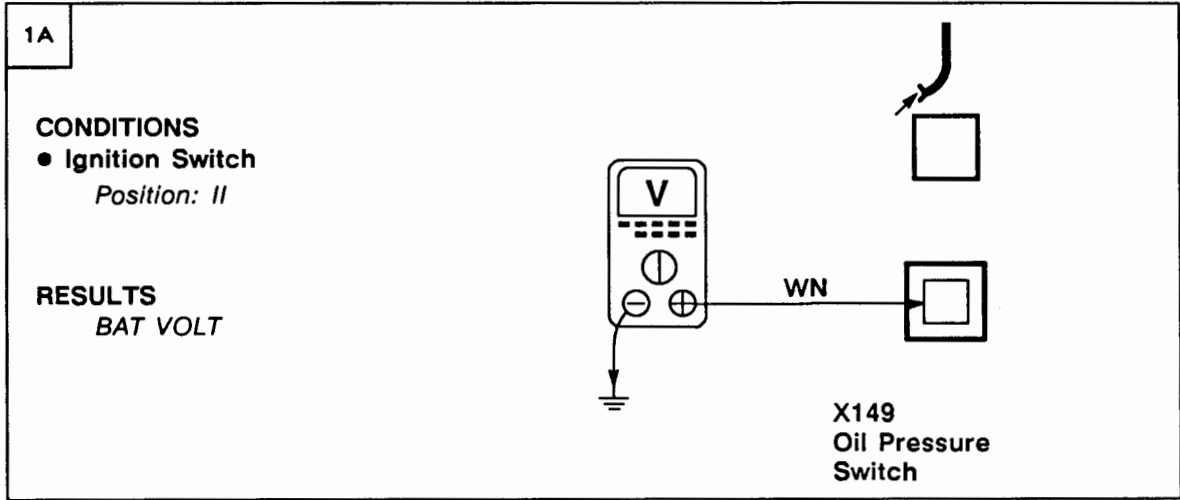 1A
CONDITIONS
● Ignition Switch
Position: II
RESULTS
BAT VOLT
V
WN
X149
Oil Pressure
Switch